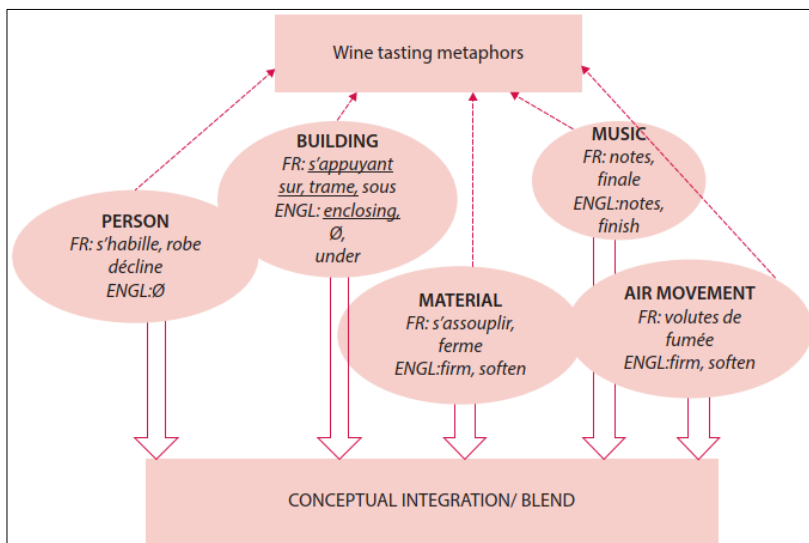 Wine tasting metaphors
BUILDING
FR: s'appuyant
sur, trame, sous
ENGL: enclosing,
Ø,
under
MUSIC
FR: notes,
finale
ENGL:notes,
finish
PERSON
FR: s'habille, robe
décline
ENGL:Ø
MATERIAL
FR: s'assouplir,
ferme
ENGL:firm, soften
AIR MOVEMENT
FR: volutes de
fumée
ENGL:firm, soften
CONCEPTUAL INTEGRATION/ BLEND